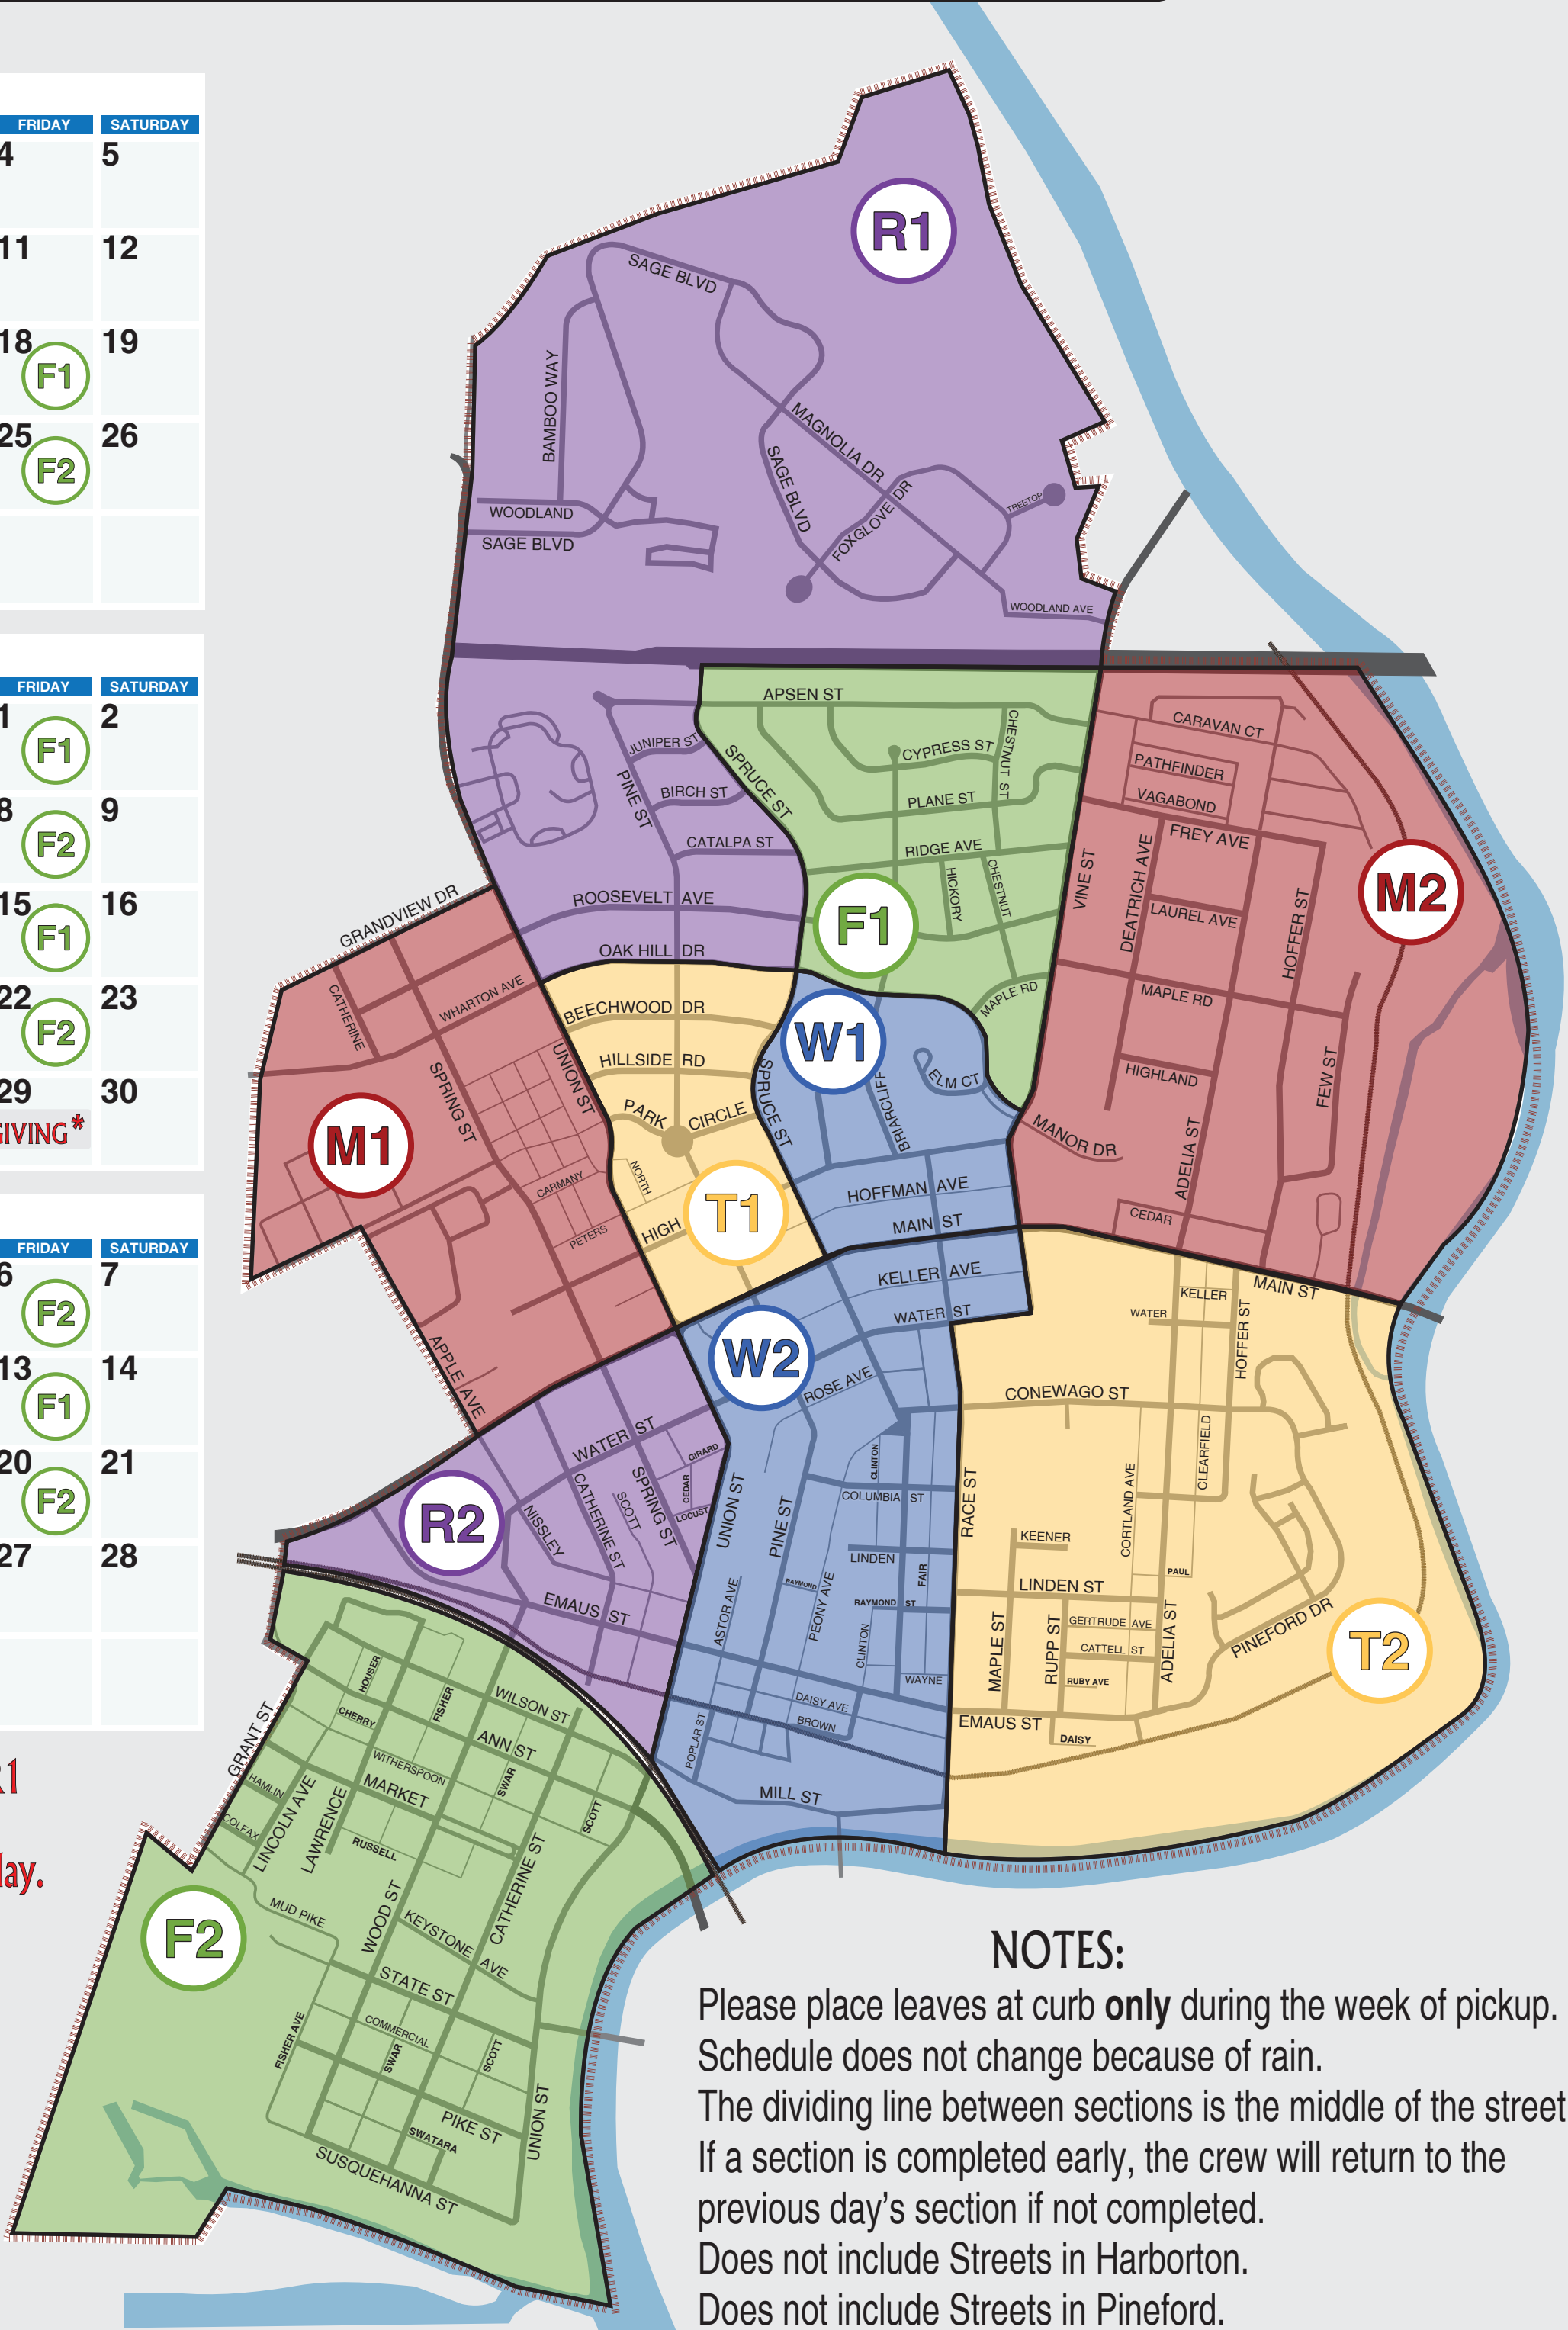 FRIDAY SATURDAY
4 5
11 12
18 19
F1
25 26
F2
FRIDAY SATURDAY
1 2
F1
8 9
F2
15 16
F1
22 23
F2
29 30
GIVING*
FRIDAY SATURDAY
6 7
F2
13 14
F1
20 21
F2
27 28
R1
lay.
R1
SAGE BLVD
BAMBOO WAY
MAGNOLIA DR
SAGE BLVD
FOXGLOVE DR
TREETOP
WOODLAND
SAGE BLVD
WOODLAND AVE
APSEN ST
JUNIPER ST
SPRUCE ST
CYPRESS ST
CHESTNUT ST
PINE ST
BIRCH ST
PLANE ST
CATALPA ST
RIDGE AVE
HICKORY
CHESTNUT
ROOSEVELT AVE
F1
OAK HILL DR
MAPLE RD
CARAVAN CT
PATHFINDER
VAGABOND
FREY AVE
VINE ST
DEATRICH AVE
M2
LAUREL AVE
HOFFER ST
MAPLE RD
HIGHLAND
FEW ST
MANOR DR
ADELIA ST
CEDAR
GRANDVIEW DR
CATHERINE
WHARTON AVE
SPRING ST
UNION ST
M1
CARMANY
PETERS
APPLE AVE
BEECHWOOD DR
HILLSIDE RD
PARK CIRCLE
NORTH
HIGH
T1
W1
SPRUCE ST
BRIARCLIFF
ELM CT
HOFFMAN AVE
MAIN ST
KELLER AVE
WATER ST
W2
ROSE AVE
CLINTON
COLUMBIA ST
UNION ST
PINE ST
LINDEN
RAYMOND
FAIR
RAYMOND ST
ASTOR AVE
PEONY AVE
CLINTON
WAYNE
DAISY AVE
BROWN
POPLAR ST
MILL ST
MAIN ST
KELLER
WATER
HOFFER ST
CONEWAGO ST
RACE ST
CORTLAND AVE
CLEARFIELD
KEENER
PAUL
LINDEN ST
MAPLE ST
RUPP ST
GERTRUDE AVE
CATTELL ST
RUBY AVE
ADELIA ST
PINEFORD DR
T2
EMAUS ST
DAISY
WATER ST
GIRARD
CEDAR
SPRING ST
LOCUST
SCOTT
CATHERINE ST
NISSLEY
R2
EMAUS ST
GRANT ST
HOUSER
CHERRY
FISHER
WILSON ST
ANN ST
WITHERSPOON
SWAR
MARKET
SCOTT
HAMLIN
COLFAX
LINCOLN AVE
LAWRENCE
RUSSELL
CATHERINE ST
MUD PIKE
F2
WOOD ST
KEYSTONE AVE
STATE ST
FISHER AVE
COMMERCIAL
SWAR
SCOTT
UNION ST
PIKE ST
SWATARA
SUSQUEHANNA ST
NOTES:
Please place leaves at curb only during the week of pickup.
Schedule does not change because of rain.
The dividing line between sections is the middle of the street
If a section is completed early, the crew will return to the
previous day's section if not completed.
Does not include Streets in Harborton.
Does not include Streets in Pineford.